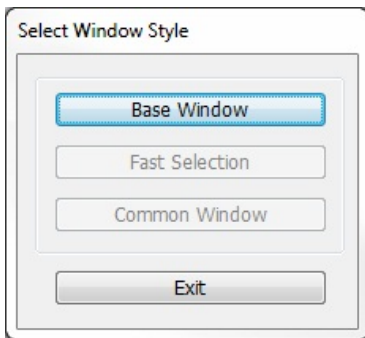 Select Window Style
Base Window
Fast Selection
Common Window
Exit